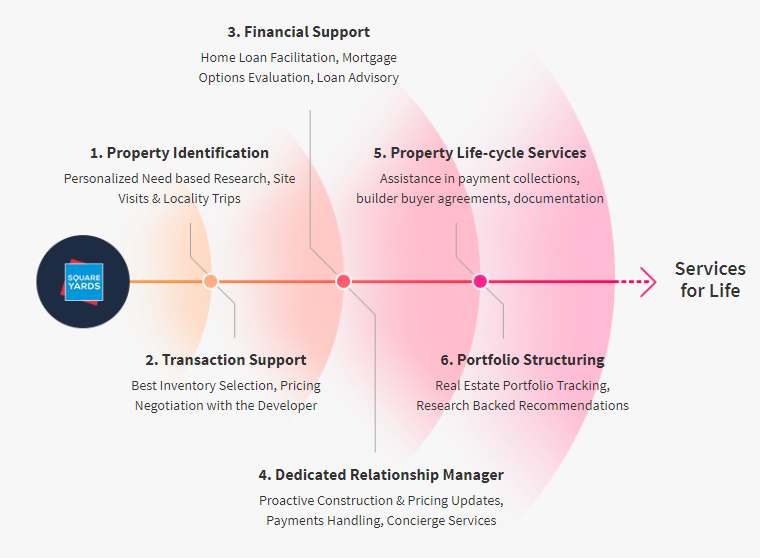 3. Financial Support
Home Loan Facilitation, Mortgage
Options Evaluation, Loan Advisory
1. Property Identification
Personalized Need based Research, Site
Visits & Locality Trips
5. Property Life-cycle Services
Assistance in payment collections,
builder buyer agreements, documentation
SQUARE
YARDS
Services
for Life
2. Transaction Support
Best Inventory Selection, Pricing
Negotiation with the Developer
6. Portfolio Structuring
Real Estate Portfolio Tracking,
Research Backed Recommendations
4. Dedicated Relationship Manager
Proactive Construction & Pricing Updates,
Payments Handling, Concierge Services